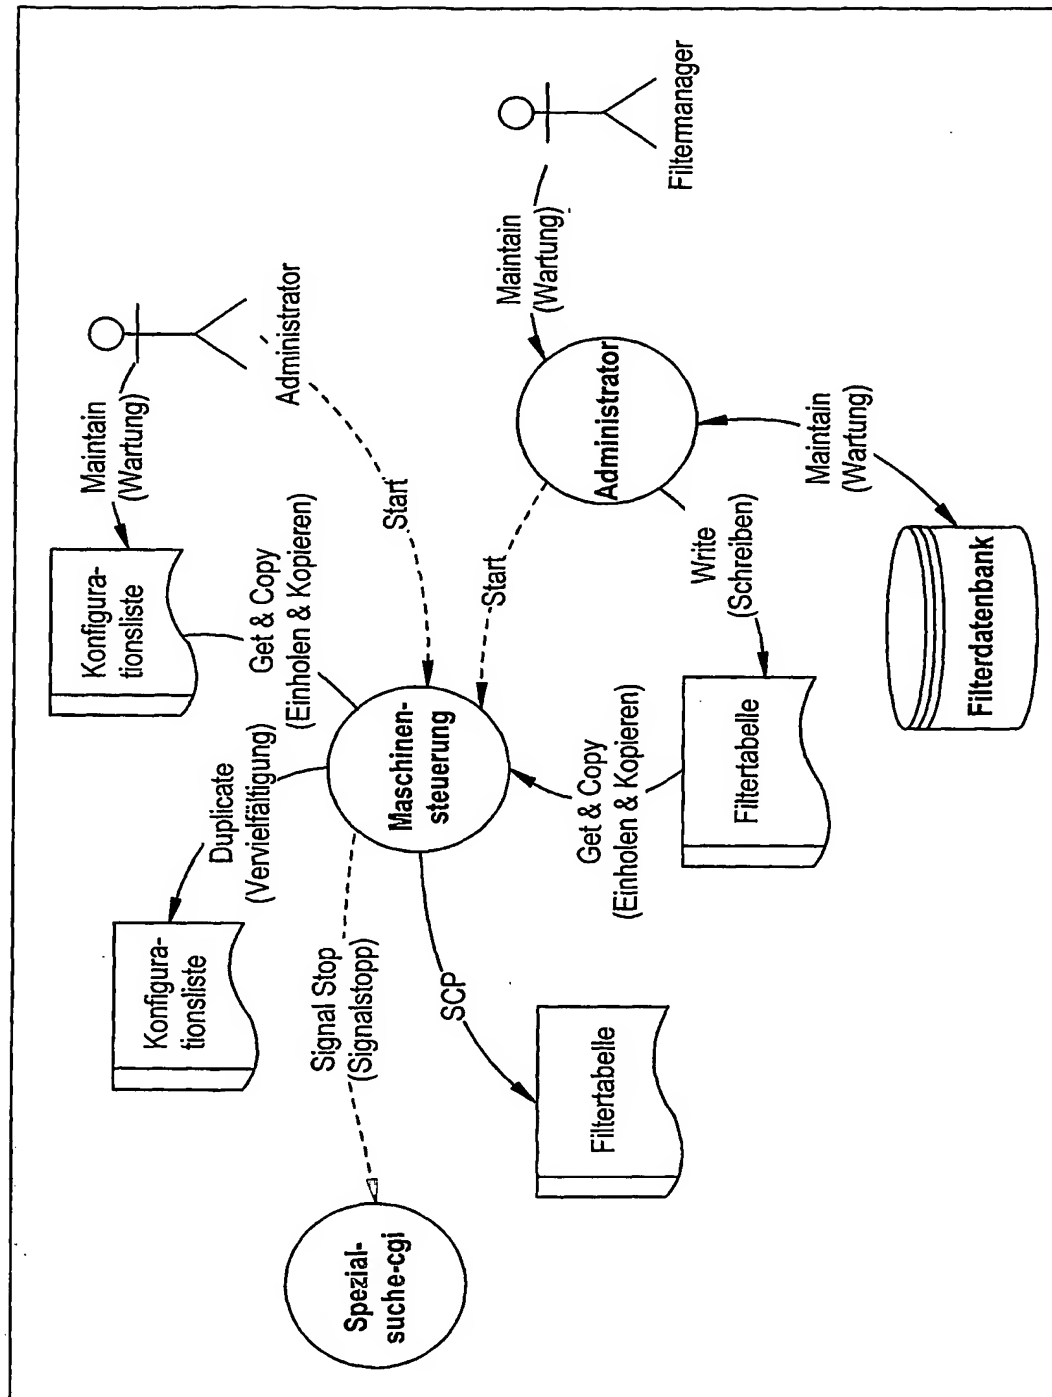 Spezial-
suche-cgi
Konfigura-
tionsliste
Duplicate
(Vervielfältigung)
Signal Stop
(Signalstopp)
SCP
Filtertabelle
Maschinen-
steuerung
Konfigura-
tionsliste
Get & Copy
(Einholen & Kopieren)
Maintain
(Wartung)
Administrator
Start
Start
Get & Copy
(Einholen & Kopieren)
Filtertabelle
Write
(Schreiben)
Administrator
Maintain
(Wartung)
Filterdatenbank
Maintain
(Wartung)
Filtermanager